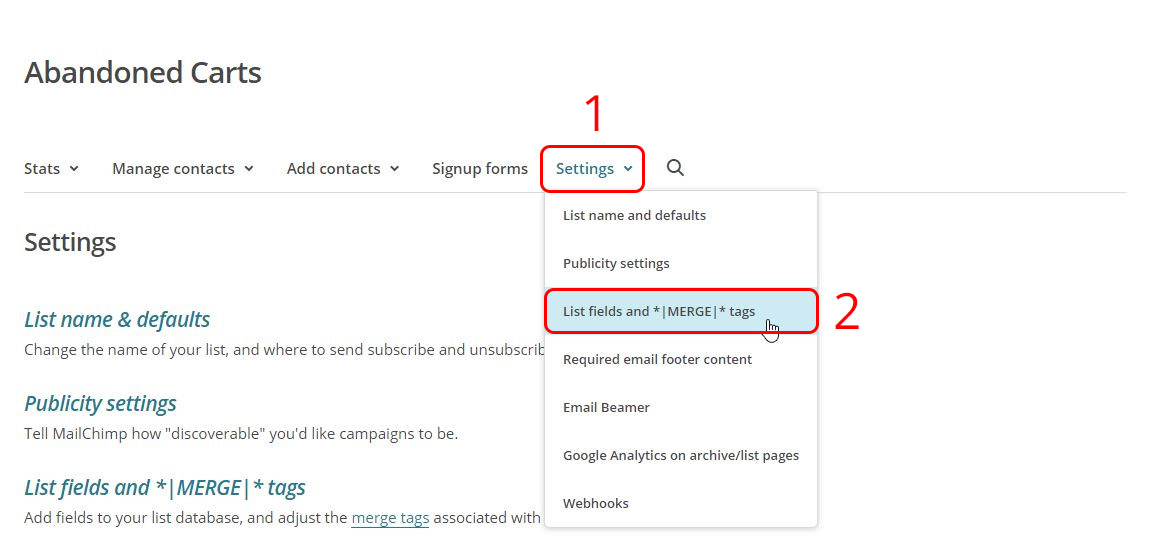 Abandoned Carts
1
Stats Manage contacts Add contacts Signup forms Settings
List name and defaults
Publicity settings
List fields and *|MERGE|* tags
2
Required email footer content
Email Beamer
Google Analytics on archive/list pages
Webhooks
Settings
List name & defaults
Change the name of your list, and where to send subscribe and unsubscrib
Publicity settings
Tell MailChimp how "discoverable" you'd like campaigns to be.
List fields and *|MERGE|* tags
Add fields to your list database, and adjust the merge tags associated with